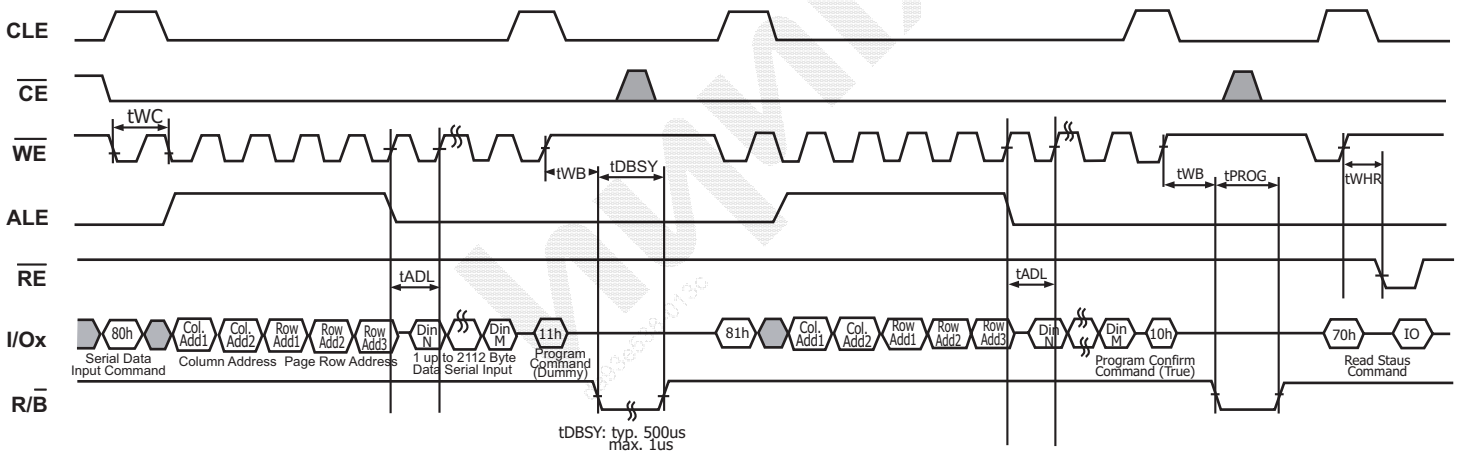 CLE
CE
tWC
WE
tWB
tDBSY
tWB
tPROG
tWHR
ALE
RE
tADL
tADL
I/Ox
80h
Col. Add1
Col. Add2
Row Add1
Row Add2
Row Add3
Din N
Din M
11h
81h
Col. Add1
Col. Add2
Row Add1
Row Add2
Row Add3
Din N
Din M
10h
70h
IO
Serial Data
Input Command
Column Address
Page Row Address
1 up to 2112 Byte
Data Serial Input
Program
Command
(Dummy)
Program Confirm
Command (True)
Read Staus
Command
R/B
tDBSY: typ. 500us
max. 1us